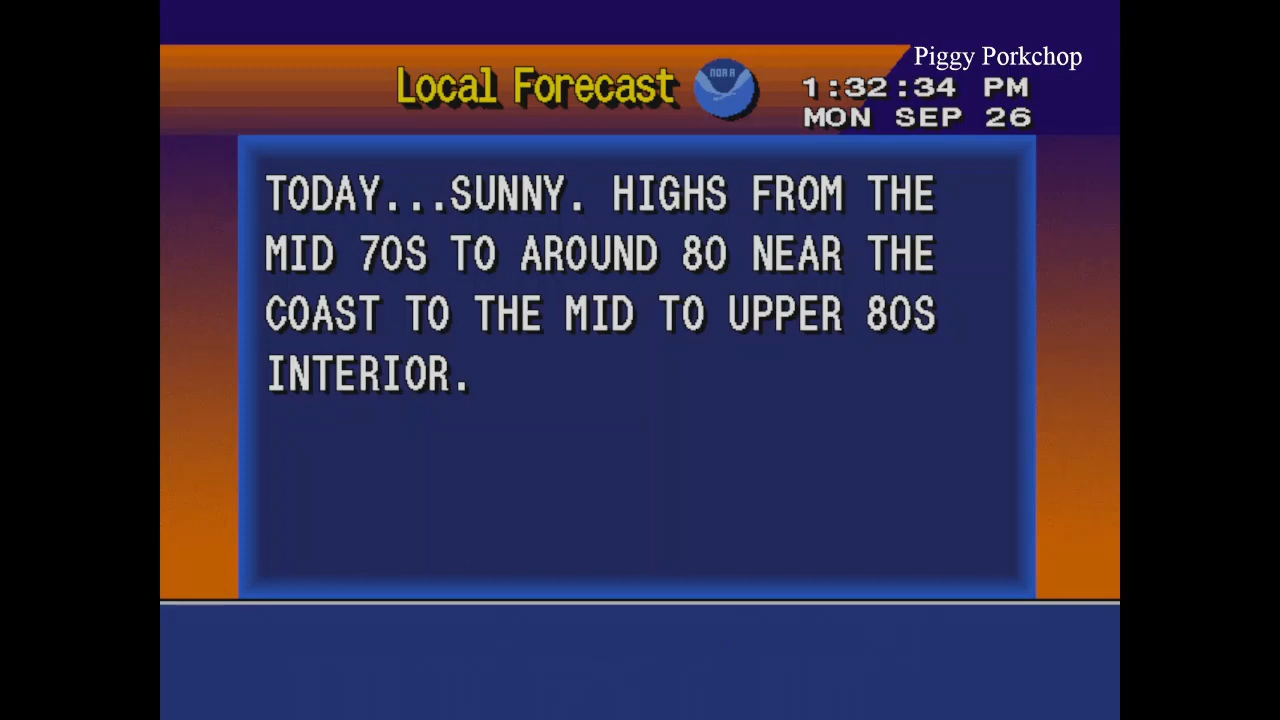 Piggy Porkchop
Local Forecast
NOAA
1:32:34 PM
MON SEP 26
TODAY...SUNNY. HIGHS FROM THE
MID 70S TO AROUND 80 NEAR THE
COAST TO THE MID TO UPPER 80S
INTERIOR.